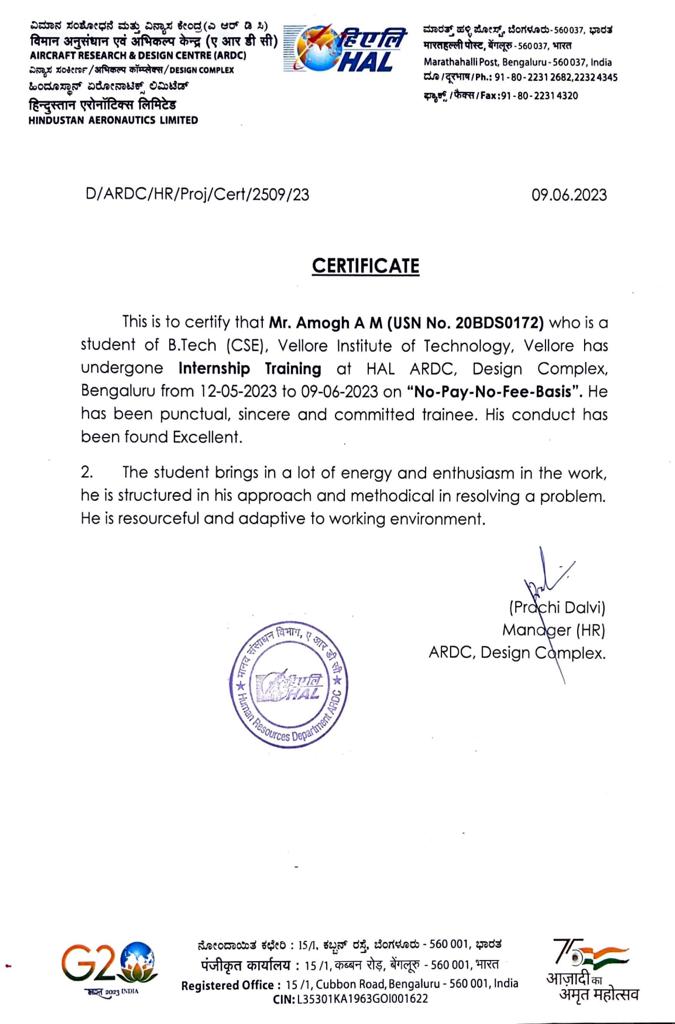 ವಿಮಾನ ಸಂಶೋಧನೆ ಮತ್ತು ವಿನ್ಯಾಸ ಕೇಂದ್ರ (ಎ ಆರ್ ಡಿ ಸಿ)
विमान अनुसंधान एवं अभिकल्प केन्द्र (ए आर डी सी)
AIRCRAFT RESEARCH & DESIGN CENTRE (ARDC)
ವಿನ್ಯಾಸ ಸಂಕೀರ್ಣ/अभिकल्प कॉम्प्लेक्स/DESIGN COMPLEX
ಹಿಂದೂಸ್ಥಾನ್ ಏರೋನಾಟಿಕ್ಸ್ ಲಿಮಿಟೆಡ್
हिन्दुस्तान एरोनॉटिक्स लिमिटेड
HINDUSTAN AERONAUTICS LIMITED
हिएलि
HAL
ಮಾರತ್ ಹಳ್ಳಿ ಪೋಸ್ಟ್, ಬೆಂಗಳೂರು-560037, ಭಾರತ
मारतहल्ली पोस्ट, बेंगलूरु-560037, भारत
Marathahalli Post, Bengaluru-560037, India
ದೂ/दूरभाष/Ph.: 91-80-2231 2682,2232 4345
ಫ್ಯಾಕ್ಸ್/फैक्स/Fax:91-80-2231 4320
D/ARDC/HR/Proj/Cert/2509/23 09.06.2023
CERTIFICATE
This is to certify that Mr. Amogh A M (USN No. 20BDS0172) who is a
student of B.Tech (CSE), Vellore Institute of Technology, Vellore has
undergone Internship Training at HAL ARDC, Design Complex,
Bengaluru from 12-05-2023 to 09-06-2023 on “No-Pay-No-Fee-Basis”. He
has been punctual, sincere and committed trainee. His conduct has
been found Excellent.
2. The student brings in a lot of energy and enthusiasm in the work,
he is structured in his approach and methodical in resolving a problem.
He is resourceful and adaptive to working environment.
(Prachi Dalvi)
Manager (HR)
ARDC, Design Complex.
मानव संसाधन विभाग, ए आर डी सी
हिएलि
HAL
Human Resources Department ARDC
G20
भारत 2023 INDIA
ನೋಂದಾಯಿತ ಕಛೇರಿ : 15/1, ಕಬ್ಬನ್ ರಸ್ತೆ, ಬೆಂಗಳೂರು - 560 001, ಭಾರತ
पंजीकृत कार्यालय : 15/1, कब्बन रोड़, बेंगलूरु - 560 001, भारत
Registered Office : 15 /1, Cubbon Road, Bengaluru - 560 001, India
CIN: L35301KA1963GOI001622
75
आज़ादी का
अमृत महोत्सव